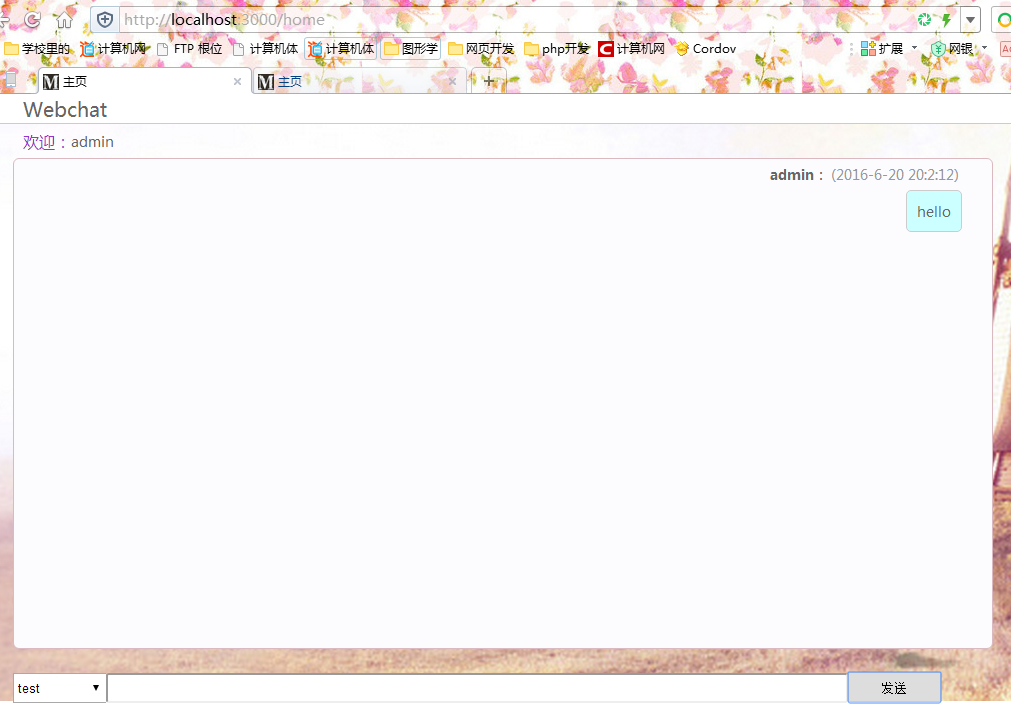 http://localhost:3000/home
学校里的 计算机网 FTP 根位 计算机体 计算机体 图形学 网页开发 php开发 计算机网 Cordov 扩展 网银
主页 主页
Webchat
欢迎：admin
admin： (2016-6-20 20:2:12)
hello
test 发送